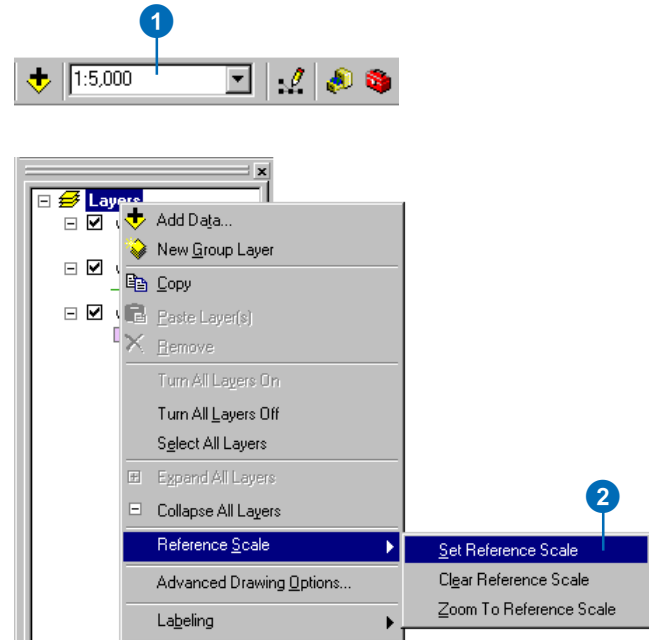 1
1:5,000
Layers
Add Data...
New Group Layer
Copy
Paste Layer(s)
Remove
Turn All Layers On
Turn All Layers Off
Select All Layers
Expand All Layers
Collapse All Layers
Reference Scale
2
Set Reference Scale
Clear Reference Scale
Zoom To Reference Scale
Advanced Drawing Options...
Labeling